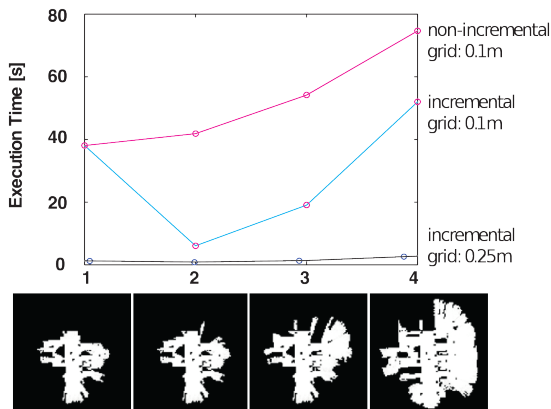 80
60
40
20
0
Execution Time [s]
1 2 3 4
non-incremental
grid: 0.1m
incremental
grid: 0.1m
incremental
grid: 0.25m